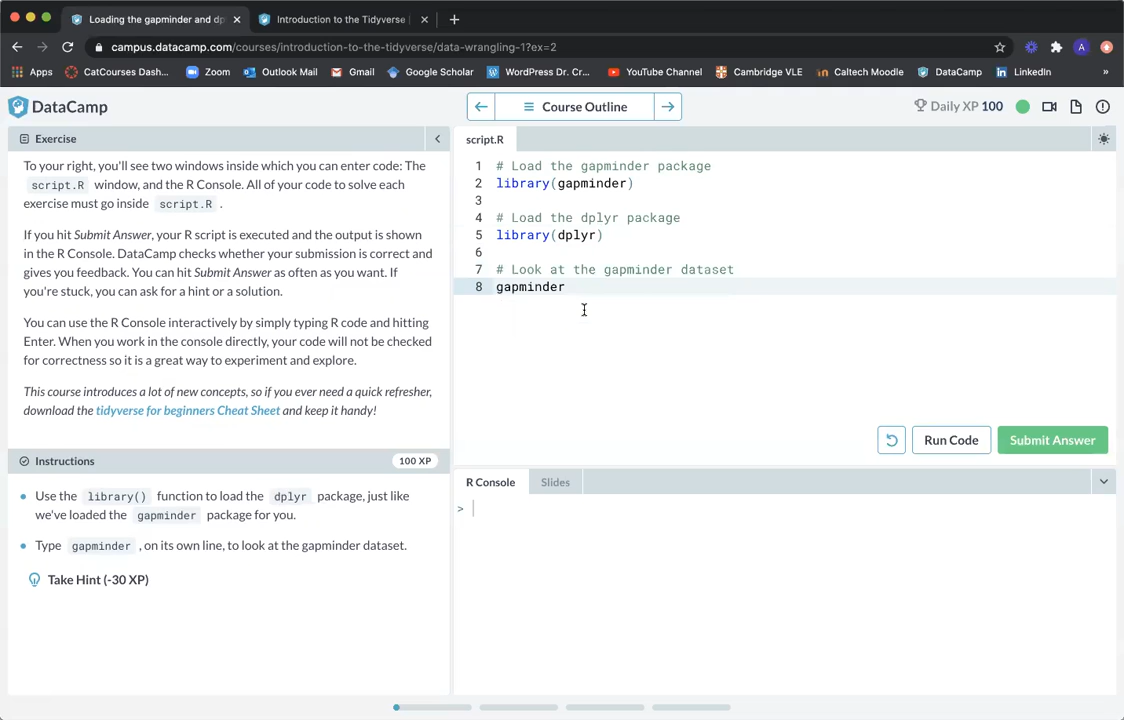 Loading the gapminder and dp
Introduction to the Tidyverse
campus.datacamp.com/courses/introduction-to-the-tidyverse/data-wrangling-1?ex=2
A
Apps
CatCourses Dash...
Zoom
Outlook Mail
Gmail
Google Scholar
WordPress Dr. Cr...
YouTube Channel
Cambridge VLE
Caltech Moodle
DataCamp
LinkedIn
»
DataCamp
Course Outline
Daily XP 100
Exercise
To your right, you'll see two windows inside which you can enter code: The
script.R window, and the R Console. All of your code to solve each
exercise must go inside script.R .
If you hit Submit Answer, your R script is executed and the output is shown
in the R Console. DataCamp checks whether your submission is correct and
gives you feedback. You can hit Submit Answer as often as you want. If
you're stuck, you can ask for a hint or a solution.
You can use the R Console interactively by simply typing R code and hitting
Enter. When you work in the console directly, your code will not be checked
for correctness so it is a great way to experiment and explore.
This course introduces a lot of new concepts, so if you ever need a quick refresher,
download the tidyverse for beginners Cheat Sheet and keep it handy!
Instructions
100 XP
Use the library() function to load the dplyr package, just like
we've loaded the gapminder package for you.
Type gapminder , on its own line, to look at the gapminder dataset.
Take Hint (-30 XP)
script.R
1 # Load the gapminder package
2 library(gapminder)
3
4 # Load the dplyr package
5 library(dplyr)
6
7 # Look at the gapminder dataset
8 gapminder
Run Code
Submit Answer
R Console
Slides
>